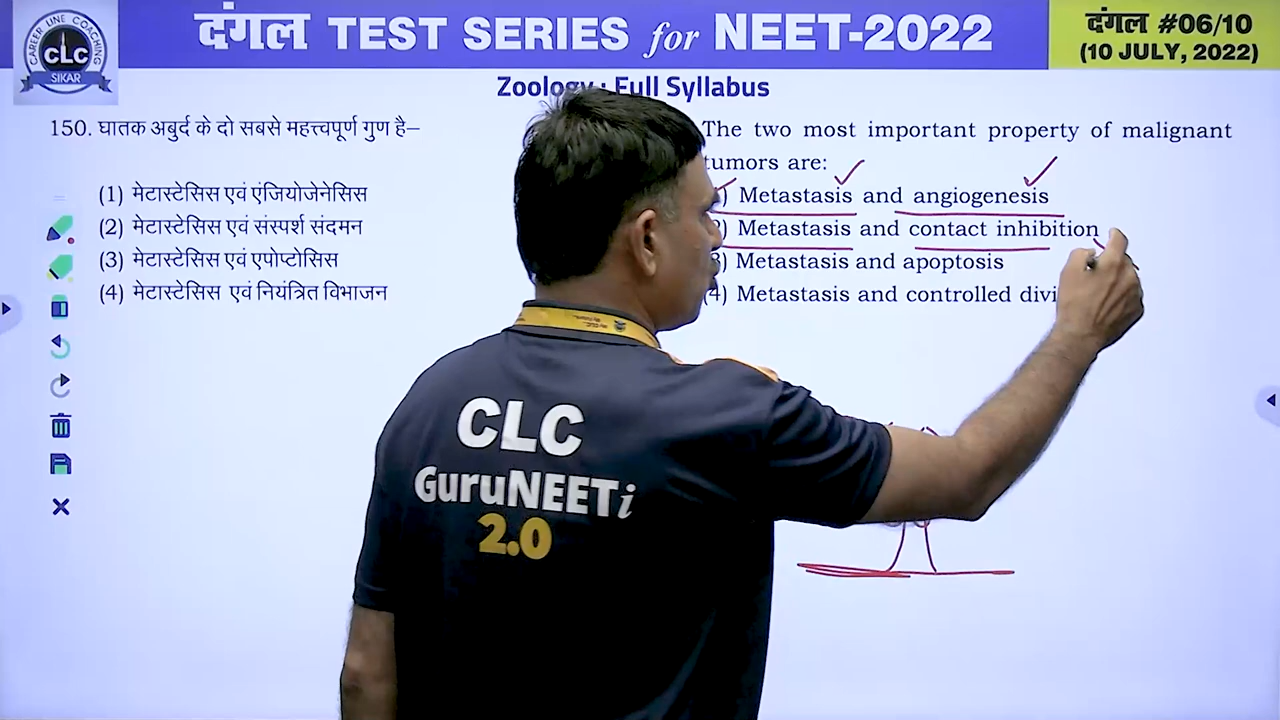 दंगल TEST SERIES for NEET-2022
दंगल #06/10
(10 JULY, 2022)
CAREER LINE COACHING
CLC
SIKAR
Zoology : Full Syllabus
150. घातक अबुर्द के दो सबसे महत्त्वपूर्ण गुण है–
(1) मेटास्टेसिस एवं एंजियोजेनेसिस
(2) मेटास्टेसिस एवं संस्पर्श संदमन
(3) मेटास्टेसिस एवं एपोप्टोसिस
(4) मेटास्टेसिस एवं नियंत्रित विभाजन
The two most important property of malignant
tumors are:
Metastasis and angiogenesis
Metastasis and contact inhibition
Metastasis and apoptosis
(4) Metastasis and controlled
CLC
GuruNEETi
2.0